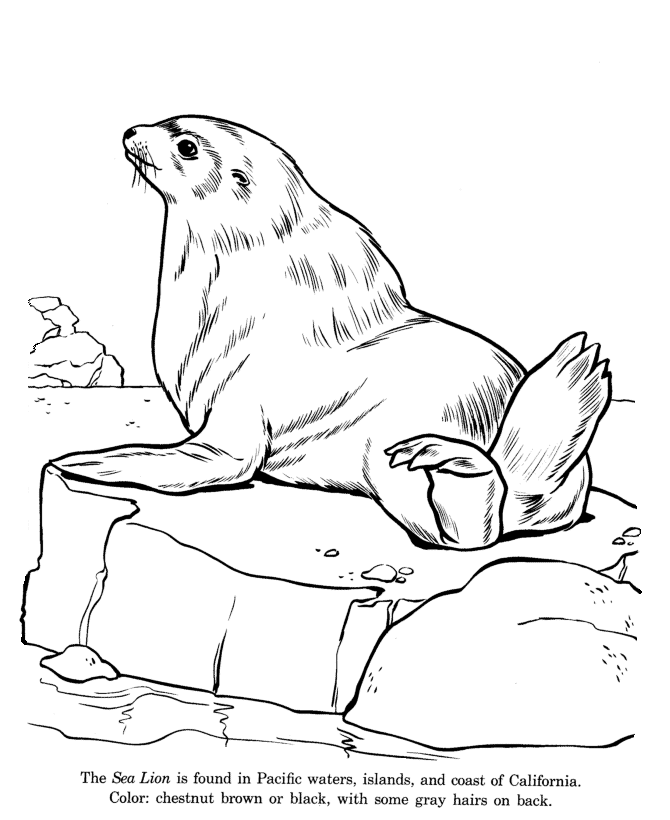 The Sea Lion is found in Pacific waters, islands, and coast of California.
Color: chestnut brown or black, with some gray hairs on back.